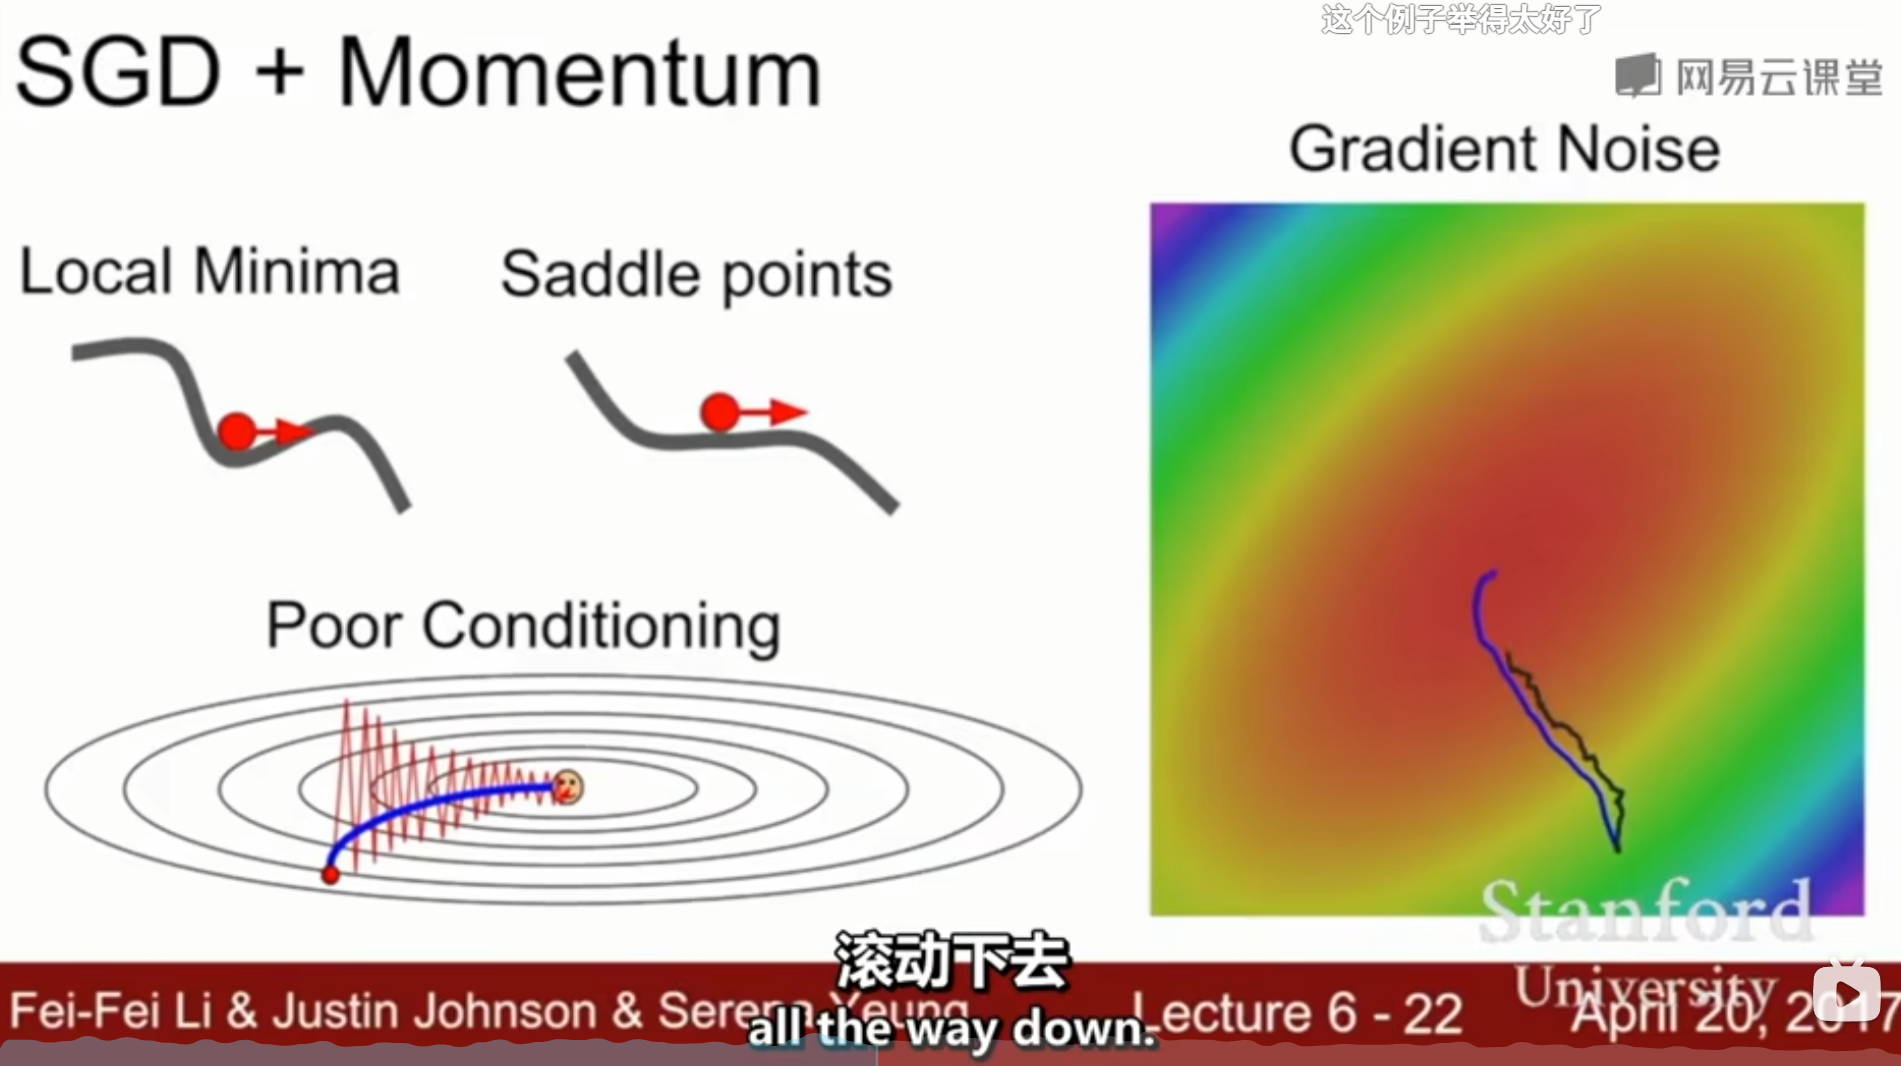 这个例子举得太好了
SGD + Momentum
网易云课堂
Gradient Noise
Local Minima
Saddle points
Poor Conditioning
Stanford
University
滚动下去
Fei-Fei Li & Justin Johnson & Serena Yeung
Lecture 6 - 22
April 20, 2017
all the way down.